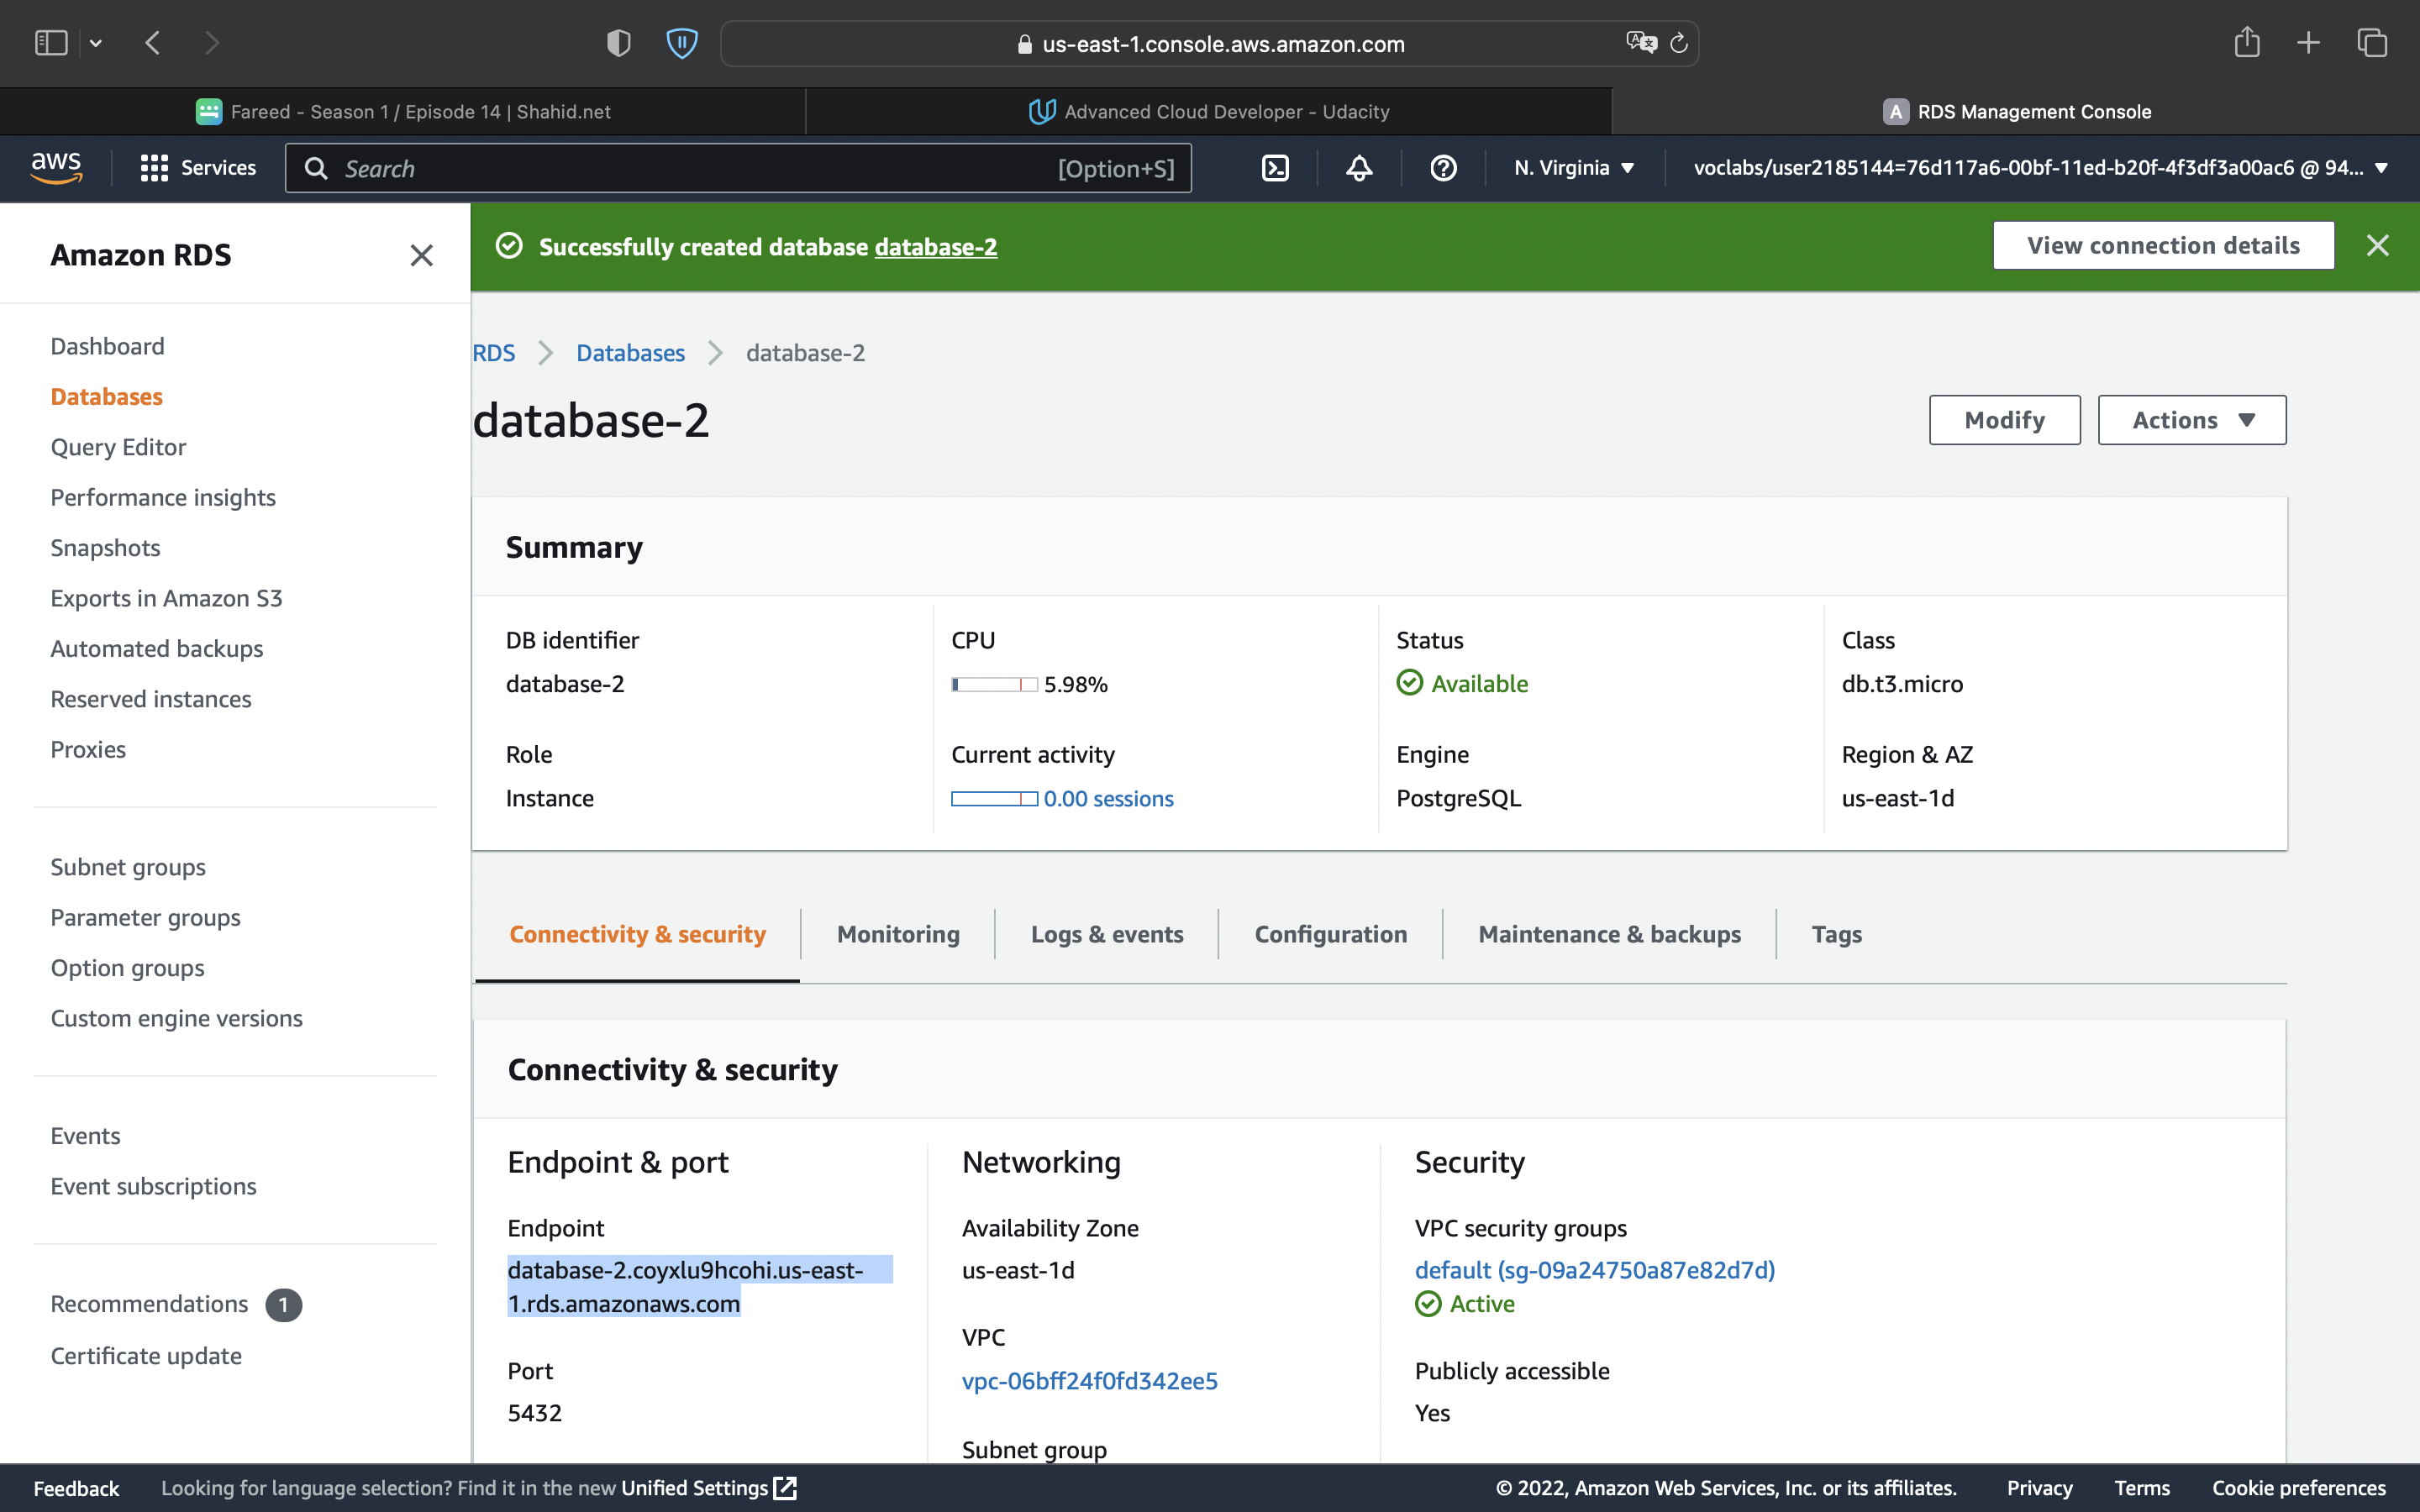 us-east-1.console.aws.amazon.com
Fareed - Season 1 / Episode 14 | Shahid.net
Advanced Cloud Developer - Udacity
A RDS Management Console
aws
Services
Search
[Option+S]
N. Virginia
voclabs/user2185144=76d117a6-00bf-11ed-b20f-4f3df3a00ac6 @ 94...
Amazon RDS
Dashboard
Databases
Query Editor
Performance insights
Snapshots
Exports in Amazon S3
Automated backups
Reserved instances
Proxies
Subnet groups
Parameter groups
Option groups
Custom engine versions
Events
Event subscriptions
Recommendations 1
Certificate update
Successfully created database database-2
View connection details
RDS > Databases > database-2
database-2
Modify
Actions
Summary
DB identifier
database-2
CPU
5.98%
Status
Available
Class
db.t3.micro
Role
Instance
Current activity
0.00 sessions
Engine
PostgreSQL
Region & AZ
us-east-1d
Connectivity & security
Monitoring
Logs & events
Configuration
Maintenance & backups
Tags
Connectivity & security
Endpoint & port
Endpoint
database-2.coyxlu9hcohi.us-east-
1.rds.amazonaws.com
Port
5432
Networking
Availability Zone
us-east-1d
VPC
vpc-06bff24f0fd342ee5
Subnet group
Security
VPC security groups
default (sg-09a24750a87e82d7d)
Active
Publicly accessible
Yes
Feedback
Looking for language selection? Find it in the new Unified Settings
© 2022, Amazon Web Services, Inc. or its affiliates.
Privacy
Terms
Cookie preferences